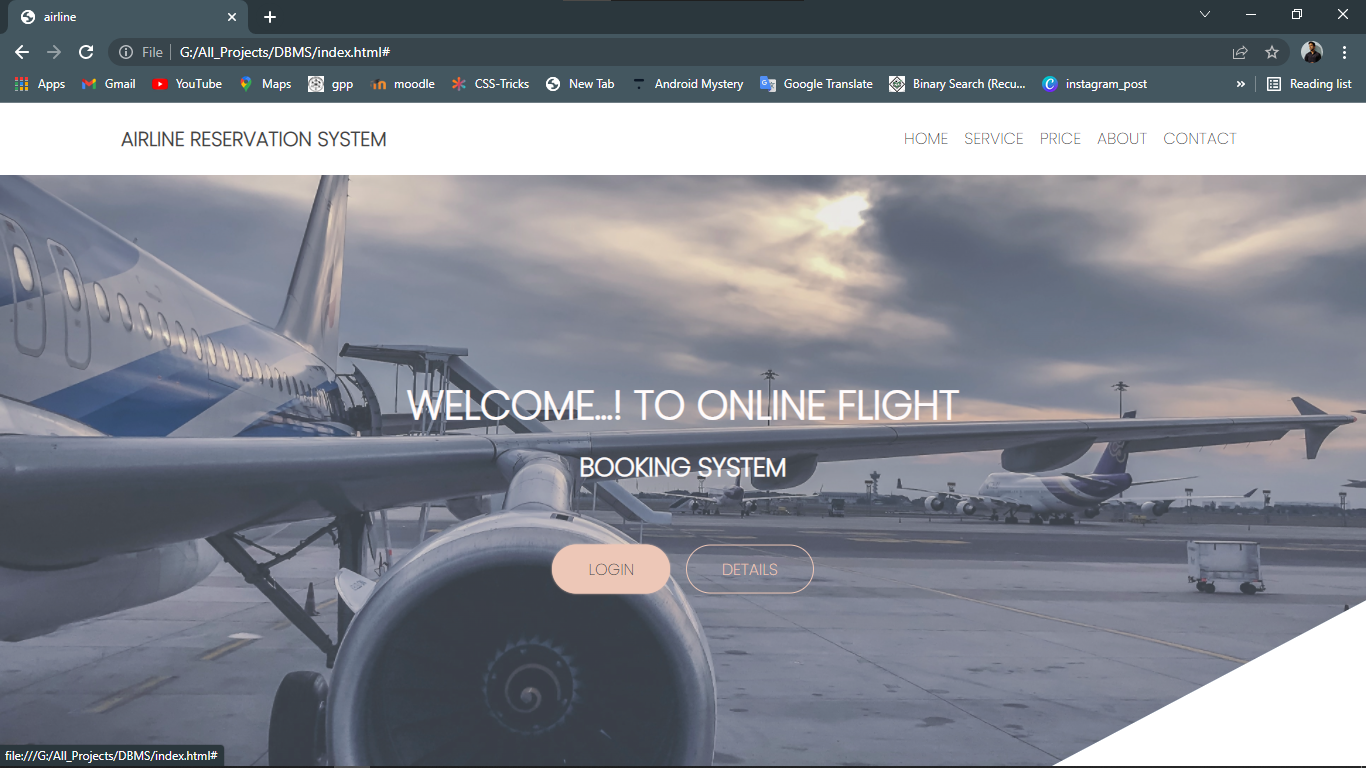 airline
File G:/All_Projects/DBMS/index.html#
Apps Gmail YouTube Maps gpp moodle CSS-Tricks New Tab Android Mystery Google Translate Binary Search (Recu... instagram_post » Reading list
AIRLINE RESERVATION SYSTEM HOME SERVICE PRICE ABOUT CONTACT
WELCOME...! TO ONLINE FLIGHT
BOOKING SYSTEM
LOGIN DETAILS
file:///G:/All_Projects/DBMS/index.html#